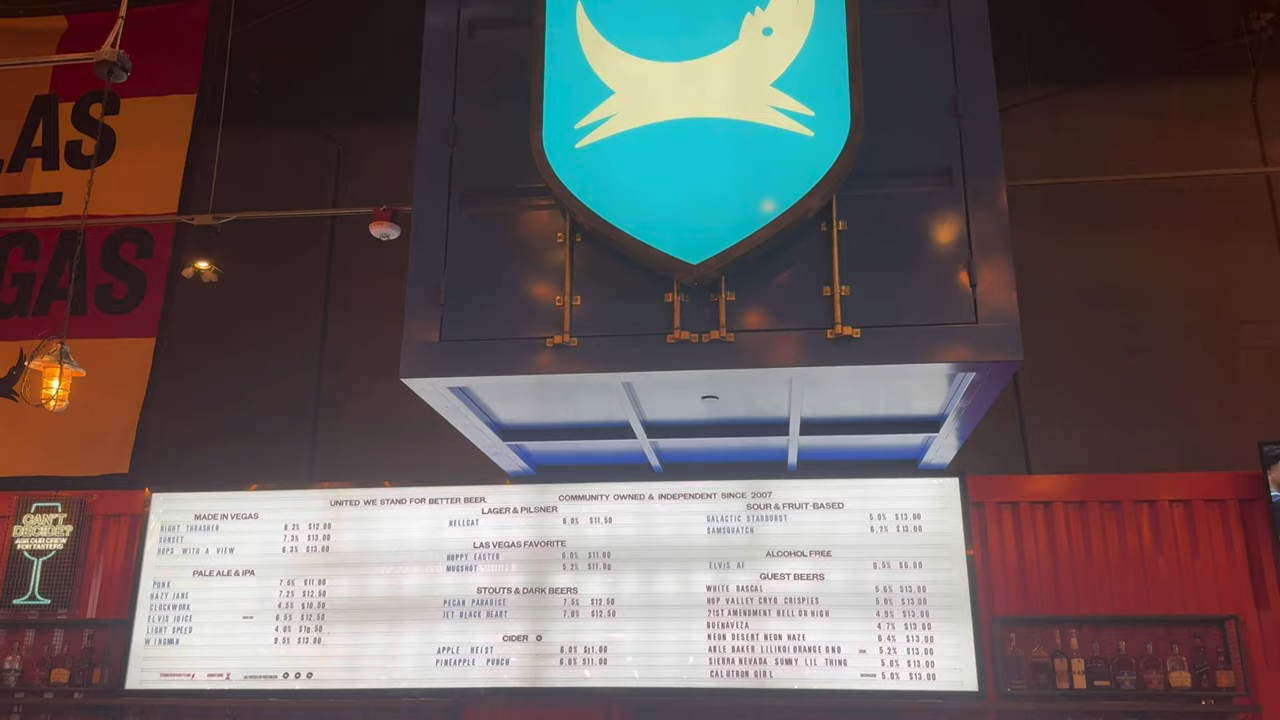 LAS
GAS
CAN'T
DECIDE?
ASK OUR CREW
FOR TASTERS
UNITED WE STAND FOR BETTER BEER.
COMMUNITY OWNED & INDEPENDENT SINCE 2007
MADE IN VEGAS
NIGHT THRASHER 8.2% $12.00
SUNSET 7.3% $13.00
HOPS WITH A VIEW 6.3% $13.00
PALE ALE & IPA
PUNK 7.5% $11.00
HAZY JANE 7.2% $12.50
CLOCKWORK 4.5% $10.50
ELVIS JUICE 6.5% $12.50
LIGHT SPEED 4.0% $10.50
WINGMAN 9.5% $13.00
LAGER & PILSNER
HELLCAT 6.0% $11.50
LAS VEGAS FAVORITE
HOPPY EASTER 6.0% $11.00
MUGSHOT 5.2% $11.00
STOUTS & DARK BEERS
PECAN PARADISE 7.5% $12.50
JET BLACK HEART 7.0% $12.50
CIDER
APPLE HEIST 6.0% $11.00
PINEAPPLE PUNCH 6.0% $11.00
SOUR & FRUIT-BASED
GALACTIC STARBURST 5.0% $13.00
SAMSQUATCH 6.2% $13.00
ALCOHOL FREE
ELVIS AF 0.5% $6.00
GUEST BEERS
WHITE RASCAL 5.6% $13.00
HOP VALLEY CRYO CRISPIES 5.0% $13.00
21ST AMENDMENT HELL OR HIGH 4.9% $13.00
BUENAVEZA 4.7% $13.00
NEON DESERT NEON HAZE 6.4% $13.00
ABLE BAKER LILIKOI ORANGE ONO 5.2% $13.00
SIERRA NEVADA SUNNY LIL THING 5.0% $13.00
CALUTRON GIRL 5.0% $13.00